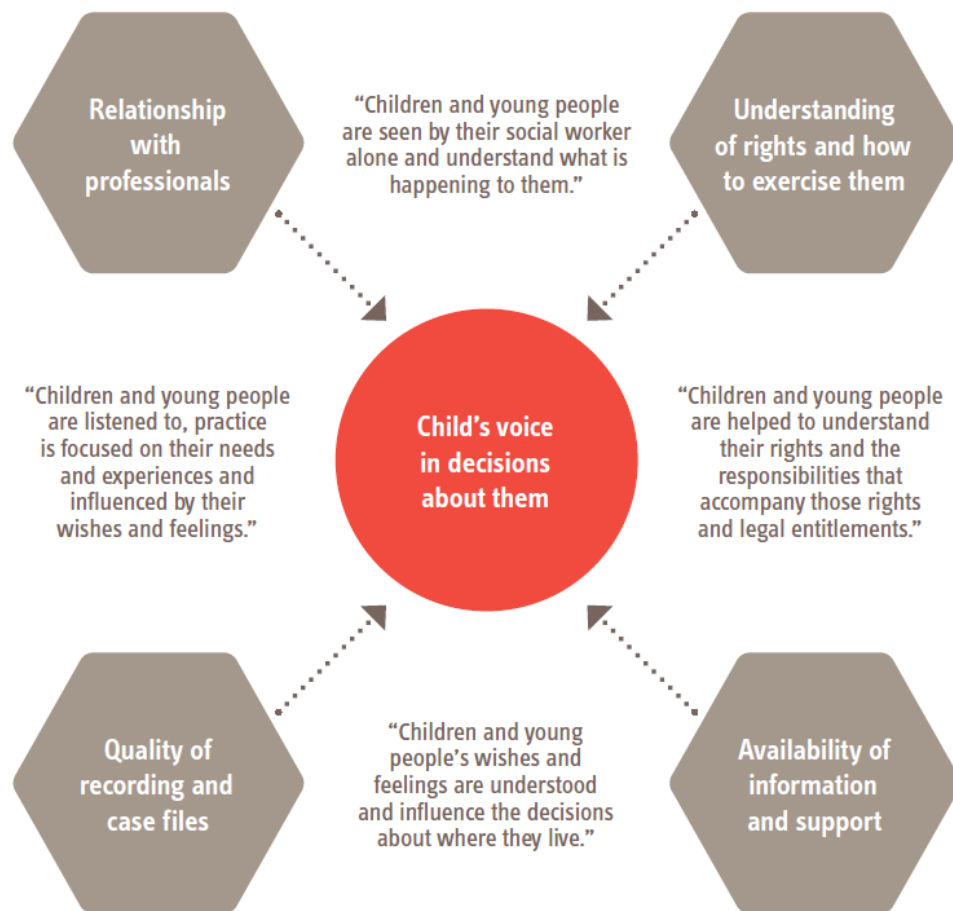 Relationship
with
professionals
“Children and young people
are seen by their social worker
alone and understand what is
happening to them.”
Understanding
of rights and how
to exercise them
“Children and young people
are listened to, practice
is focused on their needs
and experiences and
influenced by their
wishes and feelings.”
Child’s voice
in decisions
about them
“Children and young people
are helped to understand
their rights and the
responsibilities that
accompany those rights
and legal entitlements.”
Quality of
recording and
case files
“Children and young
people’s wishes and
feelings are understood
and influence the decisions
about where they live.”
Availability of
information
and support